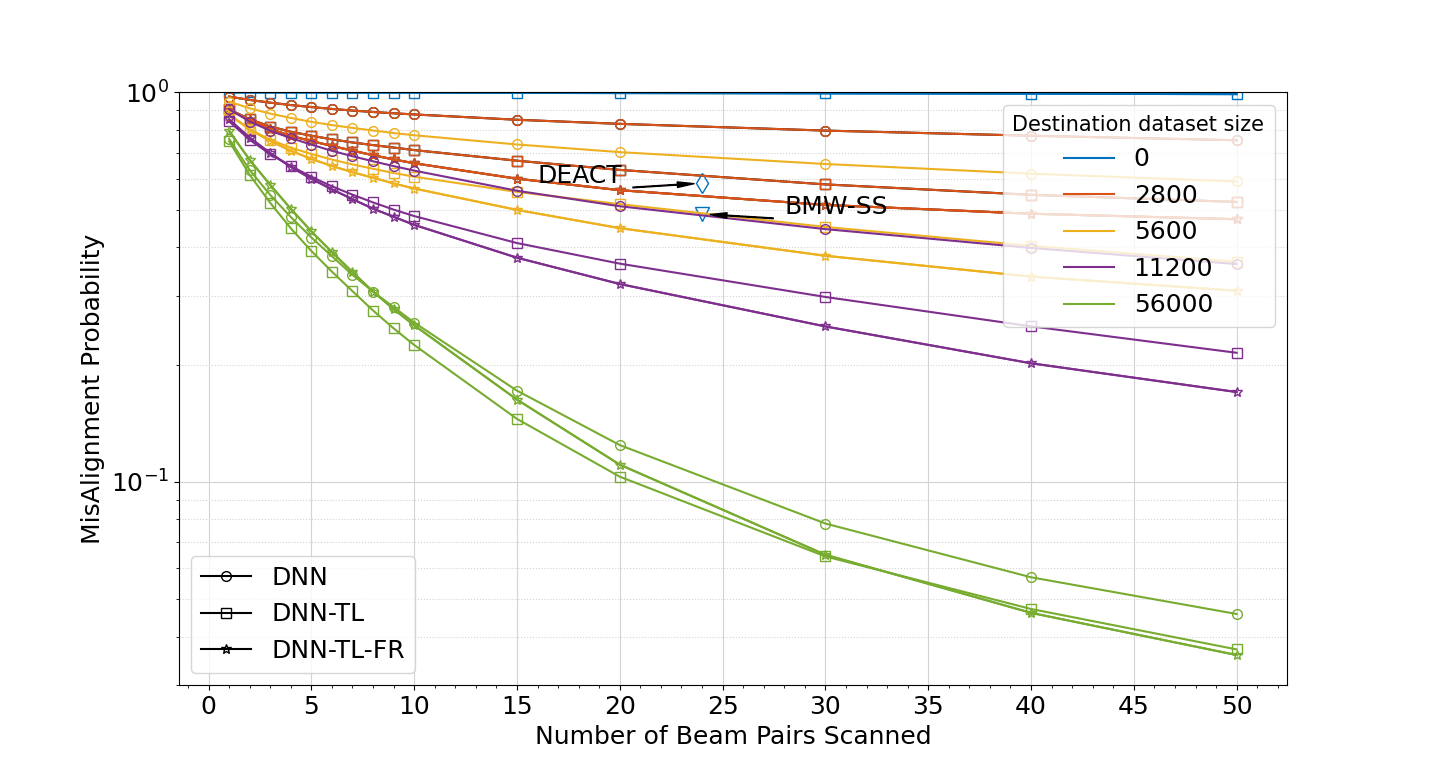 10^0
10^-1
MisAlignment Probability
DEACT
BMW-SS
Destination dataset size
0
2800
5600
11200
56000
DNN
DNN-TL
DNN-TL-FR
0 5 10 15 20 25 30 35 40 45 50
Number of Beam Pairs Scanned